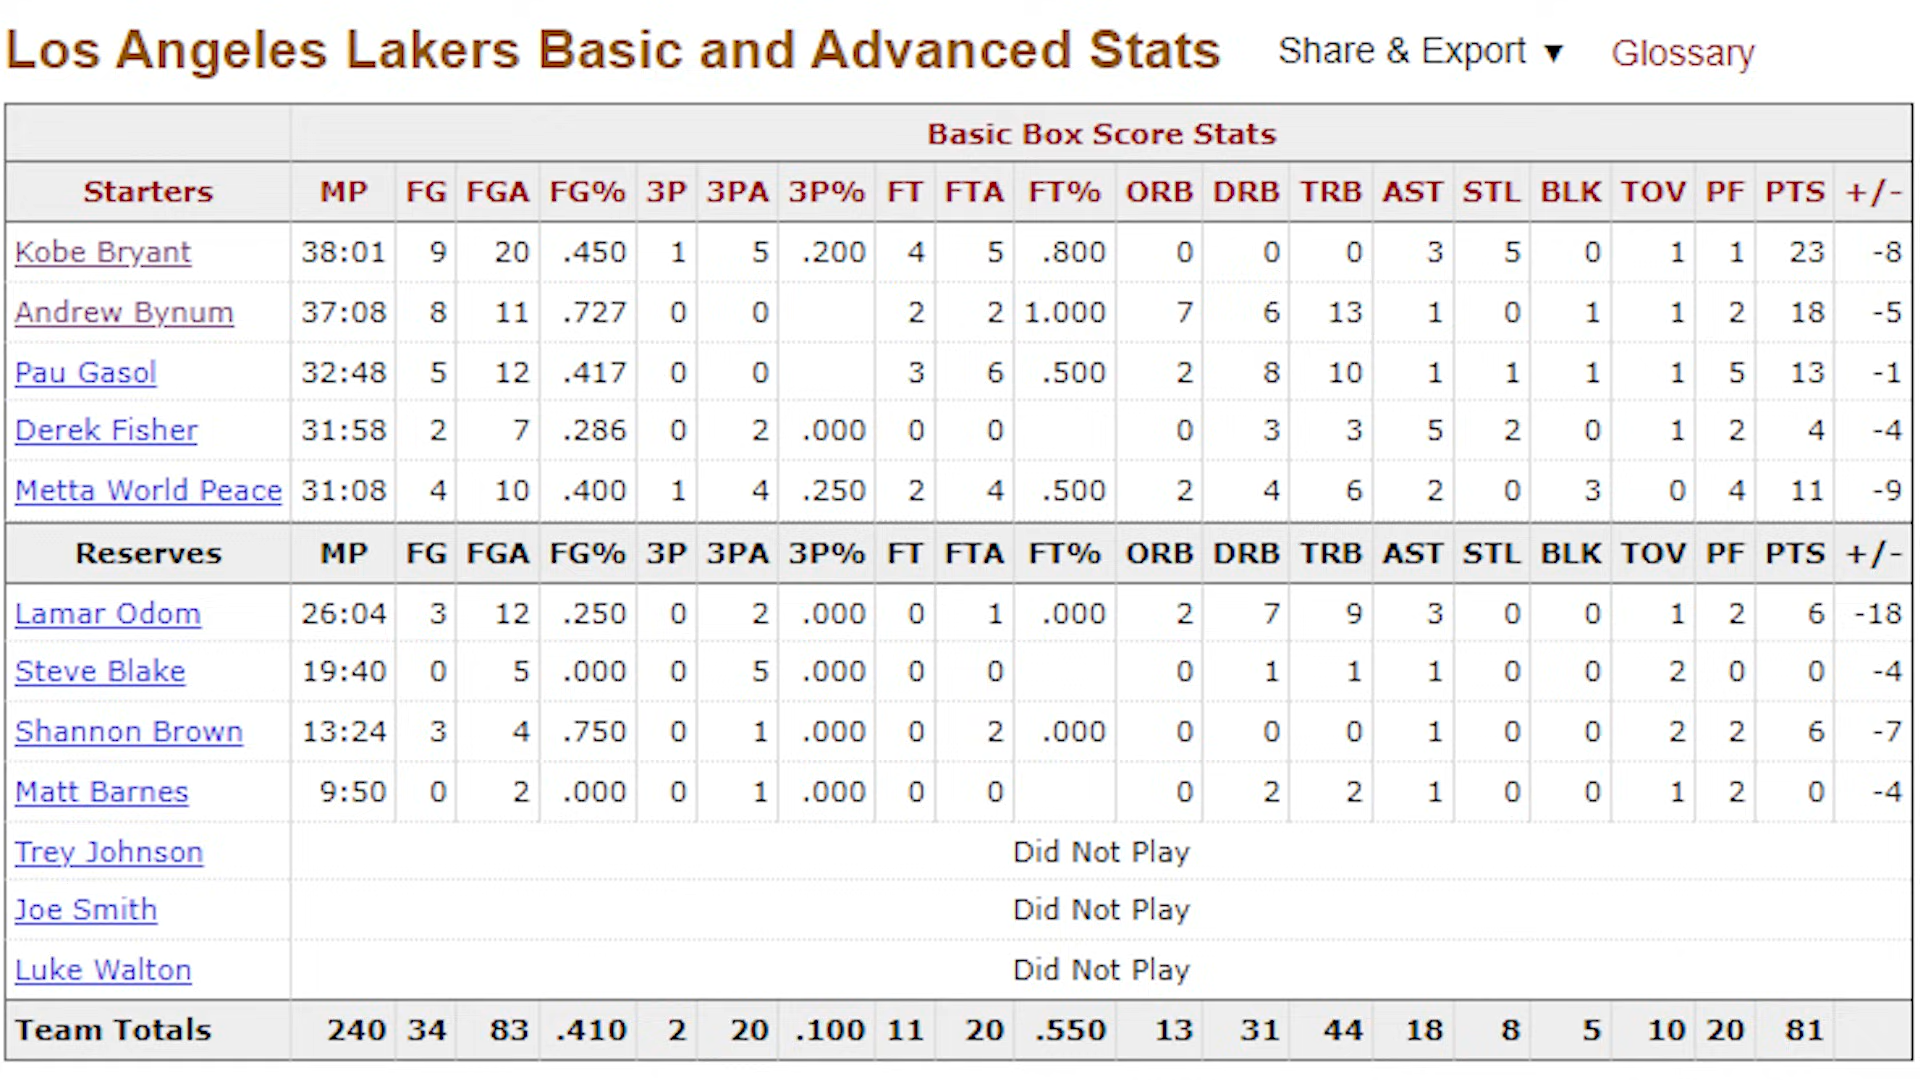 Los Angeles Lakers Basic and Advanced Stats Share & Export ▼ Glossary
Basic Box Score Stats
Starters MP FG FGA FG% 3P 3PA 3P% FT FTA FT% ORB DRB TRB AST STL BLK TOV PF PTS +/-
Kobe Bryant 38:01 9 20 .450 1 5 .200 4 5 .800 0 0 0 3 5 0 1 1 23 -8
Andrew Bynum 37:08 8 11 .727 0 0 2 2 1.000 7 6 13 1 0 1 1 2 18 -5
Pau Gasol 32:48 5 12 .417 0 0 3 6 .500 2 8 10 1 1 1 1 5 13 -1
Derek Fisher 31:58 2 7 .286 0 2 .000 0 0 0 3 3 5 2 0 1 2 4 -4
Metta World Peace 31:08 4 10 .400 1 4 .250 2 4 .500 2 4 6 2 0 3 0 4 11 -9
Reserves MP FG FGA FG% 3P 3PA 3P% FT FTA FT% ORB DRB TRB AST STL BLK TOV PF PTS +/-
Lamar Odom 26:04 3 12 .250 0 2 .000 0 1 .000 2 7 9 3 0 0 1 2 6 -18
Steve Blake 19:40 0 5 .000 0 5 .000 0 0 0 1 1 1 0 0 2 0 0 -4
Shannon Brown 13:24 3 4 .750 0 1 .000 0 2 .000 0 0 0 1 0 0 2 2 6 -7
Matt Barnes 9:50 0 2 .000 0 1 .000 0 0 0 2 2 1 0 0 1 2 0 -4
Trey Johnson Did Not Play
Joe Smith Did Not Play
Luke Walton Did Not Play
Team Totals 240 34 83 .410 2 20 .100 11 20 .550 13 31 44 18 8 5 10 20 81